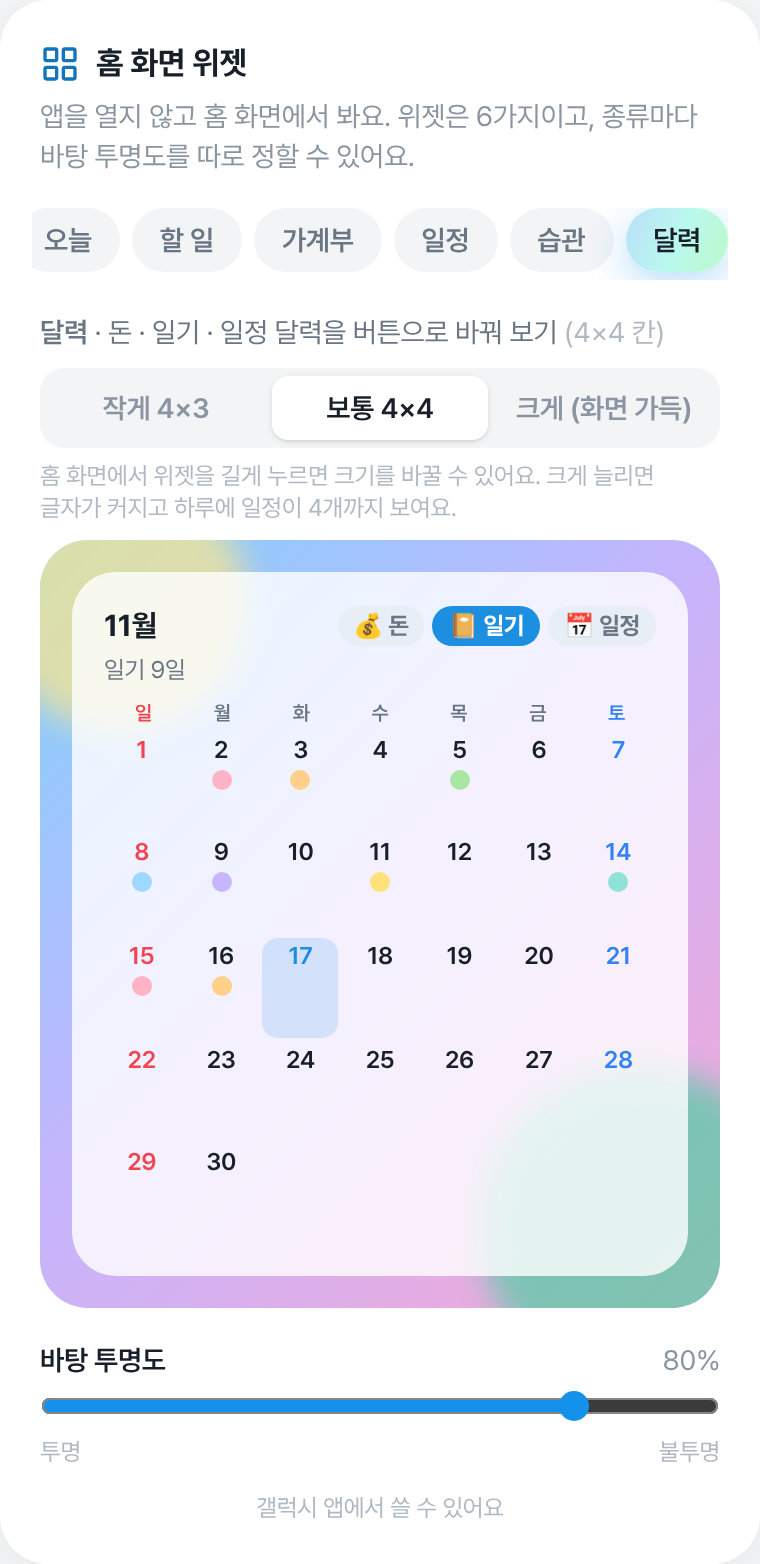 홈 화면 위젯
앱을 열지 않고 홈 화면에서 봐요. 위젯은 6가지이고, 종류마다
바탕 투명도를 따로 정할 수 있어요.
오늘 할 일 가계부 일정 습관 달력
달력 · 돈 · 일기 · 일정 달력을 버튼으로 바꿔 보기 (4×4 칸)
작게 4×3 보통 4×4 크게 (화면 가득)
홈 화면에서 위젯을 길게 누르면 크기를 바꿀 수 있어요. 크게 늘리면
글자가 커지고 하루에 일정이 4개까지 보여요.
11월 💰 돈 📔 일기 📅 일정
일기 9일
일 월 화 수 목 금 토
1 2 3 4 5 6 7
8 9 10 11 12 13 14
15 16 17 18 19 20 21
22 23 24 25 26 27 28
29 30
바탕 투명도 80%
투명 불투명
갤럭시 앱에서 쓸 수 있어요